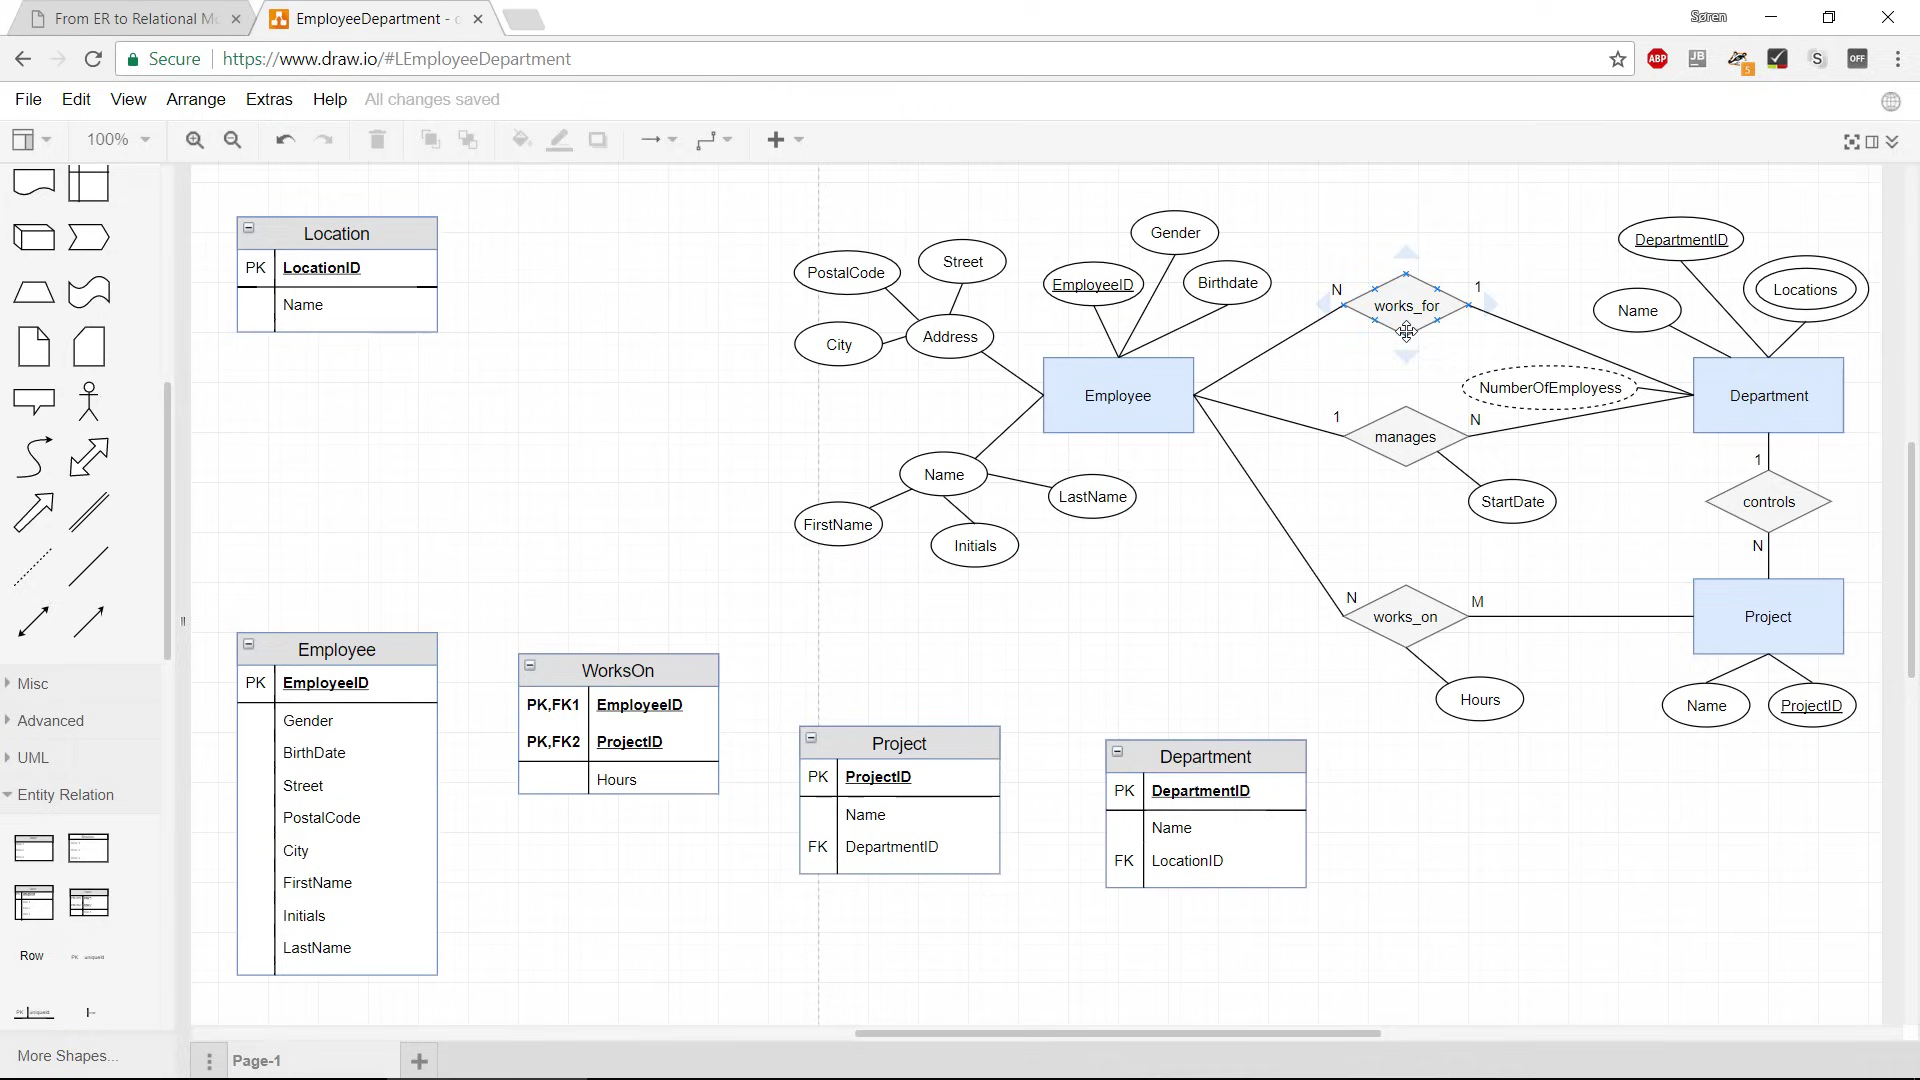 From ER to Relational Mo
EmployeeDepartment - d
Søren
Secure
https://www.draw.io/#LEmployeeDepartment
ABP
JB
5
S
OFF
File
Edit
View
Arrange
Extras
Help
All changes saved
100%
Location
PK
LocationID
Name
Gender
Street
PostalCode
EmployeeID
Birthdate
City
Address
Employee
Name
LastName
FirstName
Initials
N
works_for
1
DepartmentID
Locations
Name
NumberOfEmployess
Department
1
manages
N
StartDate
1
controls
N
N
works_on
M
Project
Hours
Name
ProjectID
Employee
PK
EmployeeID
Gender
BirthDate
Street
PostalCode
City
FirstName
Initials
LastName
WorksOn
PK,FK1
EmployeeID
PK,FK2
ProjectID
Hours
Project
PK
ProjectID
Name
FK
DepartmentID
Department
PK
DepartmentID
Name
FK
LocationID
Misc
Advanced
UML
Entity Relation
Row
More Shapes...
Page-1